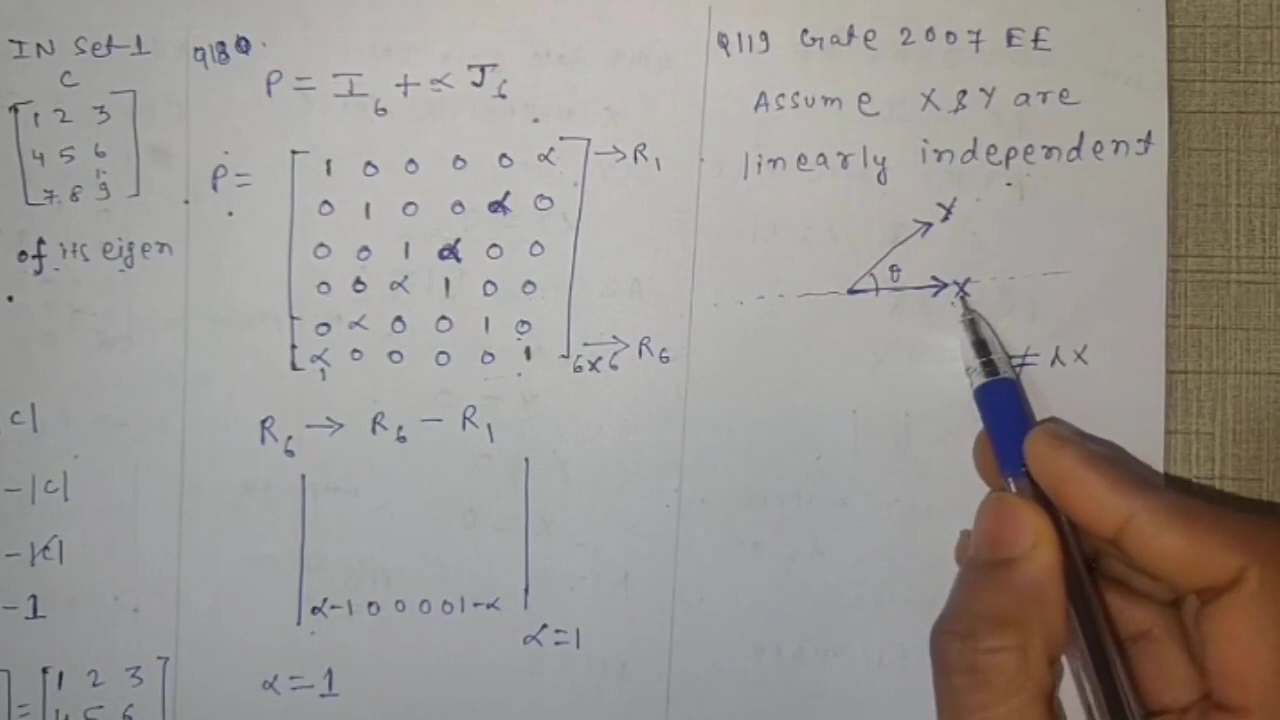 IN Set-1
C
1 2 3
4 5 6
7 8 9
of its eigen
c|
-|c|
-|c|
-1
= 1 2 3
4 5 6
Q18
P = I6 + α J6
P =
1 0 0 0 0 α → R1
0 1 0 0 α 0
0 0 1 α 0 0
0 0 α 1 0 0
0 α 0 0 1 0
α 0 0 0 0 1
6x6 → R6
R6 → R6 - R1
α-1 0 0 0 0 1-α
α = 1
α = 1
Q119 Gate 2007 EE
Assume X & Y are
linearly independent
Y
θ
X
≠ λX